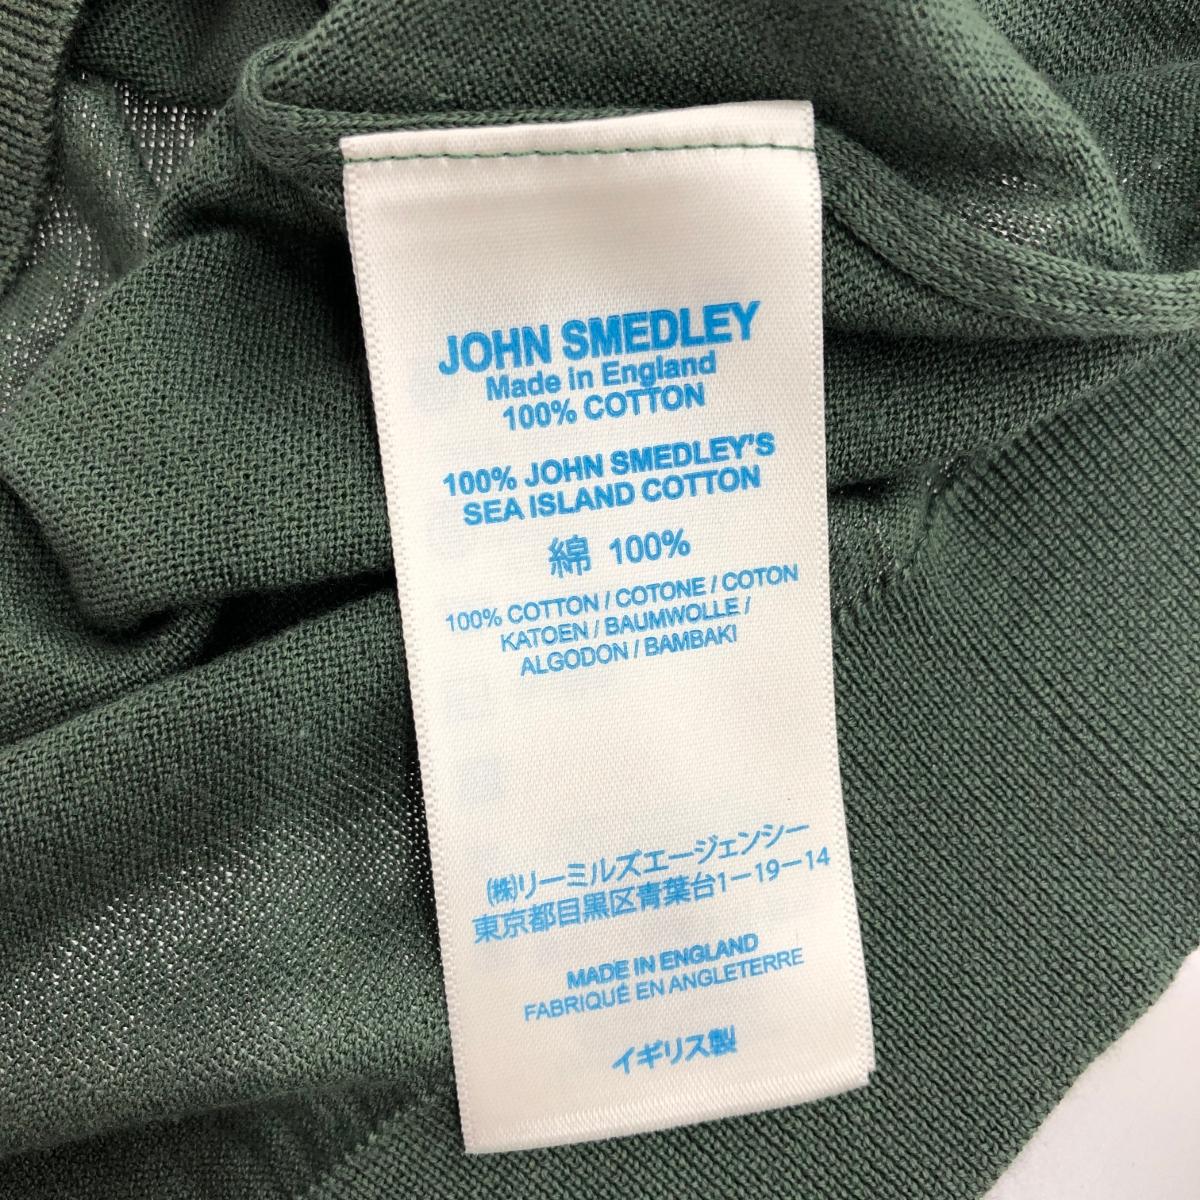 JOHN SMEDLEY
Made in England
100% COTTON
100% JOHN SMEDLEY'S
SEA ISLAND COTTON
綿 100%
100% COTTON / COTONE / COTON
KATOEN / BAUMWOLLE /
ALGODON / BAMBAKI
㈱リーミルズエージェンシー
東京都目黒区青葉台1-19-14
MADE IN ENGLAND
FABRIQUÉ EN ANGLETERRE
イギリス製